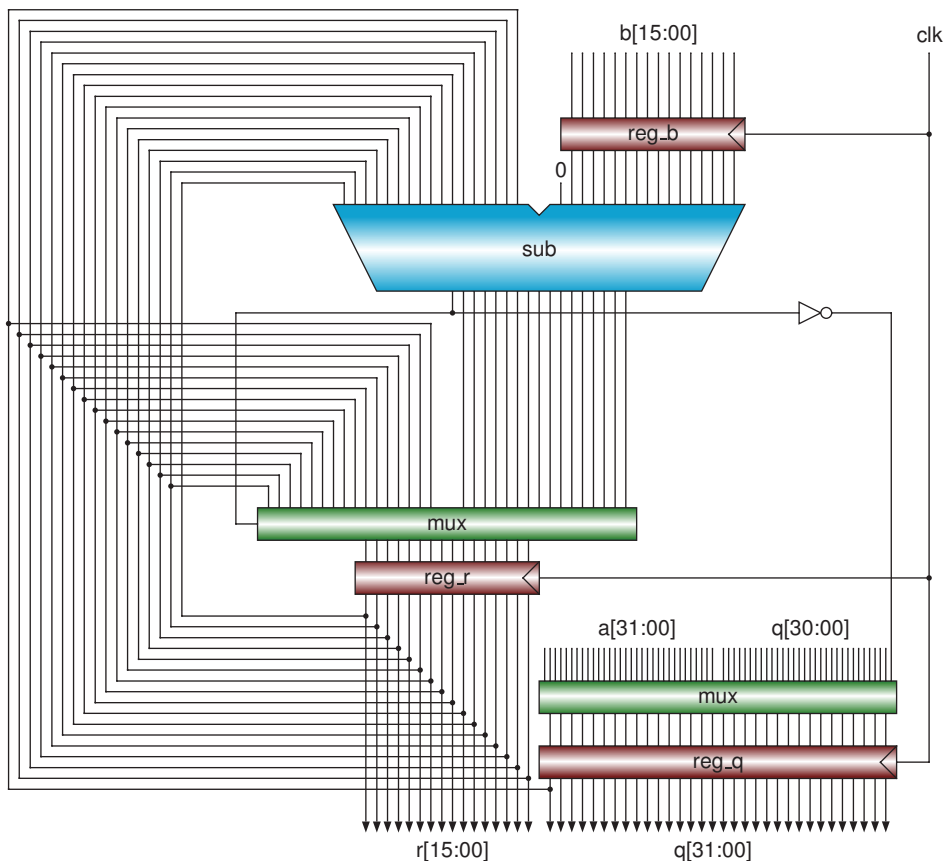 b[15:00]
clk
reg_b
0
sub
mux
reg_r
a[31:00]
q[30:00]
mux
reg_q
r[15:00]
q[31:00]